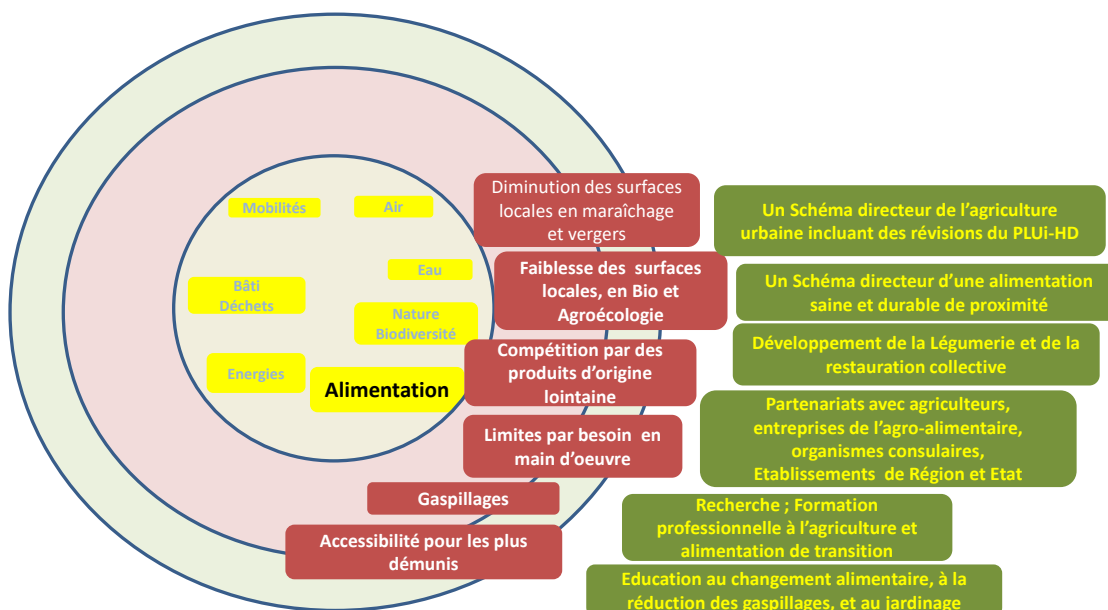 Mobilités
Air
Eau
Bâti
Déchets
Nature
Biodiversité
Energies
Alimentation
Diminution des surfaces
locales en maraîchage
et vergers
Faiblesse des surfaces
locales, en Bio et
Agroécologie
Compétition par des
produits d’origine
lointaine
Limites par besoin en
main d’oeuvre
Gaspillages
Accessibilité pour les plus
démunis
Un Schéma directeur de l’agriculture
urbaine incluant des révisions du PLUi-HD
Un Schéma directeur d’une alimentation
saine et durable de proximité
Développement de la Légumerie et de la
restauration collective
Partenariats avec agriculteurs,
entreprises de l’agro-alimentaire,
organismes consulaires,
Etablissements de Région et Etat
Recherche ; Formation
professionnelle à l’agriculture et
alimentation de transition
Education au changement alimentaire, à la
réduction des gaspillages, et au jardinage